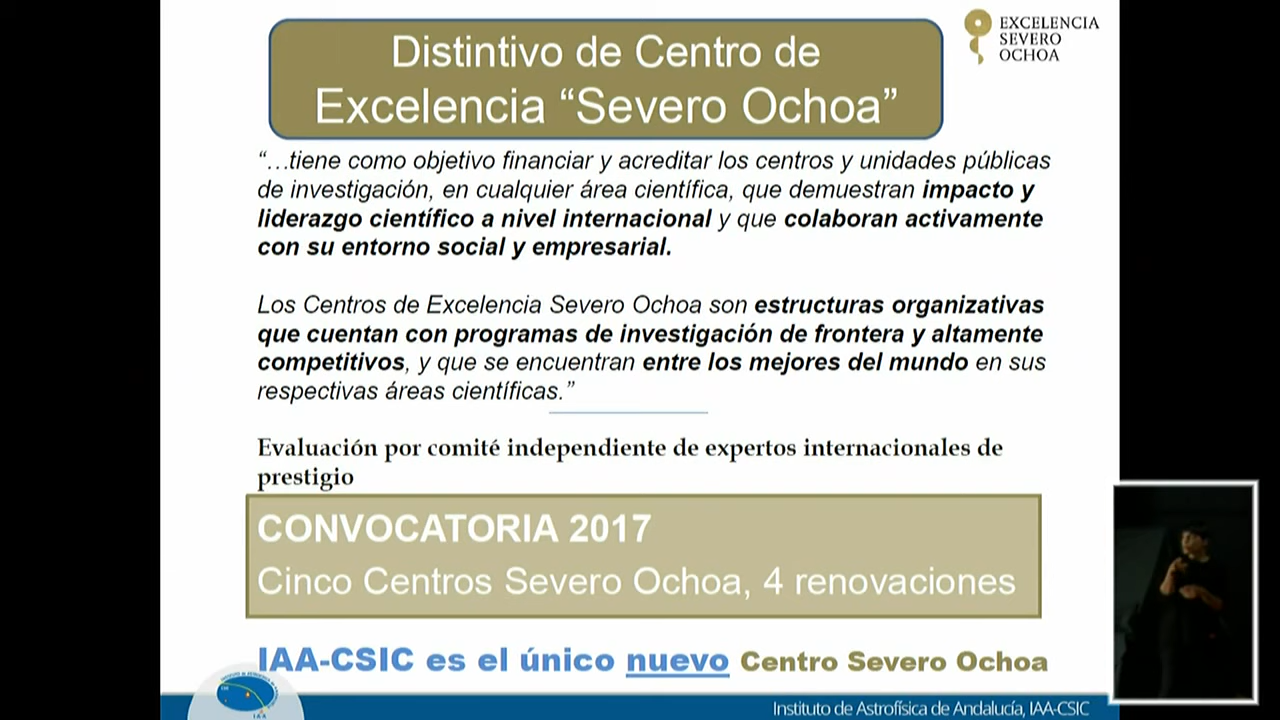 Distintivo de Centro de
Excelencia “Severo Ochoa”
EXCELENCIA
SEVERO
OCHOA
“…tiene como objetivo financiar y acreditar los centros y unidades públicas
de investigación, en cualquier área científica, que demuestran impacto y
liderazgo científico a nivel internacional y que colaboran activamente
con su entorno social y empresarial.
Los Centros de Excelencia Severo Ochoa son estructuras organizativas
que cuentan con programas de investigación de frontera y altamente
competitivos, y que se encuentran entre los mejores del mundo en sus
respectivas áreas científicas.”
Evaluación por comité independiente de expertos internacionales de
prestigio
CONVOCATORIA 2017
Cinco Centros Severo Ochoa, 4 renovaciones
IAA-CSIC es el único nuevo Centro Severo Ochoa
Instituto de Astrofísica de Andalucía, IAA-CSIC